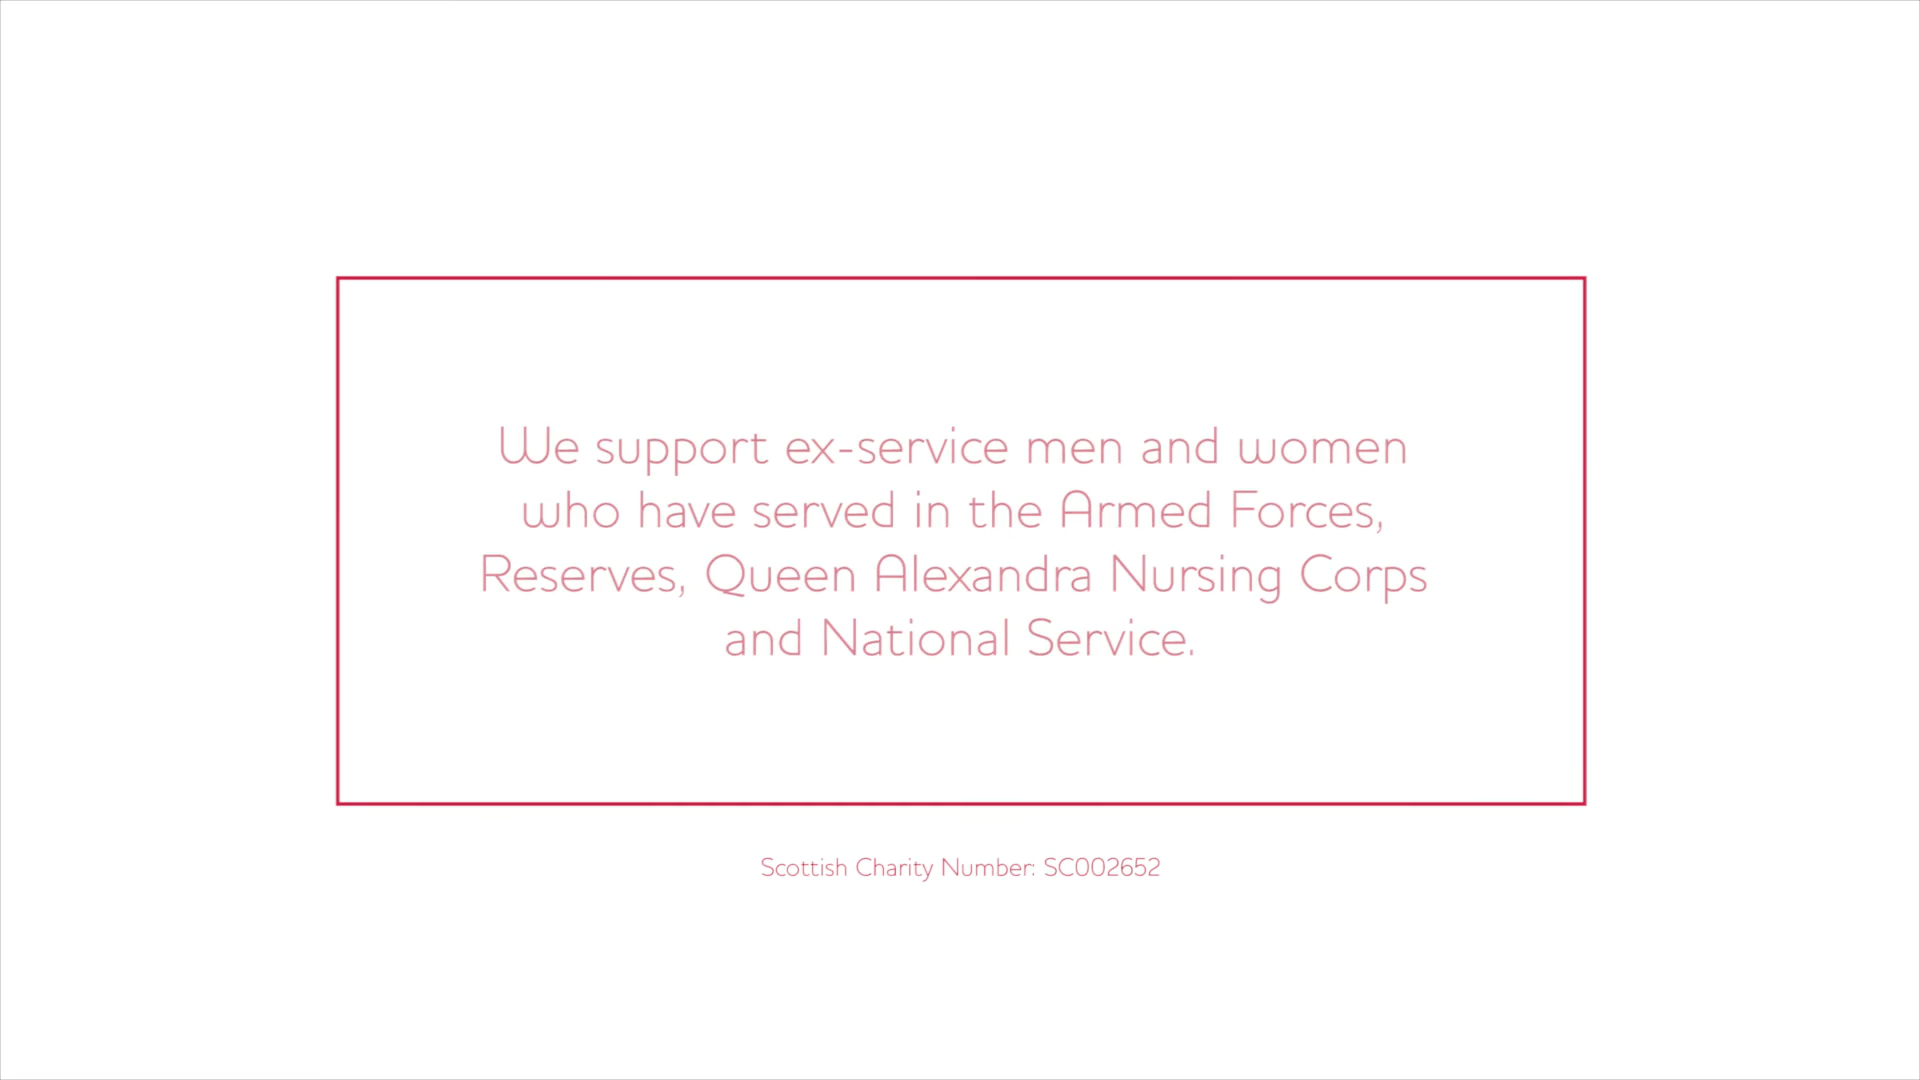 We support ex-service men and women
who have served in the Armed Forces,
Reserves, Queen Alexandra Nursing Corps
and National Service.
Scottish Charity Number: SC002652